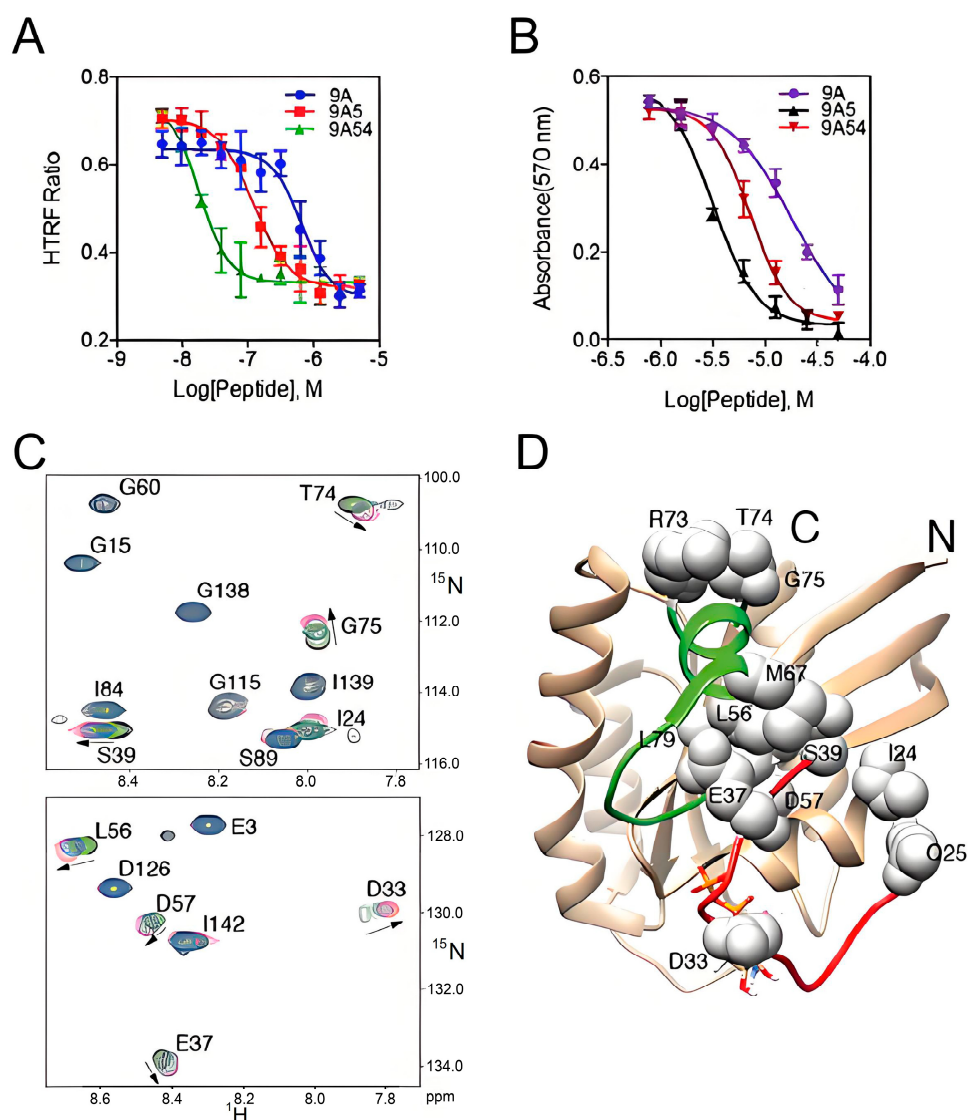 A
0.8
0.6
0.4
0.2
HTRF Ratio
9A
9A5
9A54
-9
-8
-7
-6
-5
Log[Peptide], M
B
0.6
0.4
0.2
0.0
Absorbance(570 nm)
9A
9A5
9A54
-6.5
-6.0
-5.5
-5.0
-4.5
-4.0
Log[Peptide], M
C
G60
T74
100.0
G15
110.0
15N
G138
112.0
G75
G115
I139
114.0
I84
I24
S39
S89
116.0
8.4
8.2
8.0
7.8
L56
E3
128.0
D126
D57
D33
130.0
I142
15N
132.0
E37
134.0
8.6
8.4
8.2
8.0
7.8
ppm
1H
D
R73
T74
C
N
G75
M67
L56
L79
S39
I24
E37
D57
Q25
D33